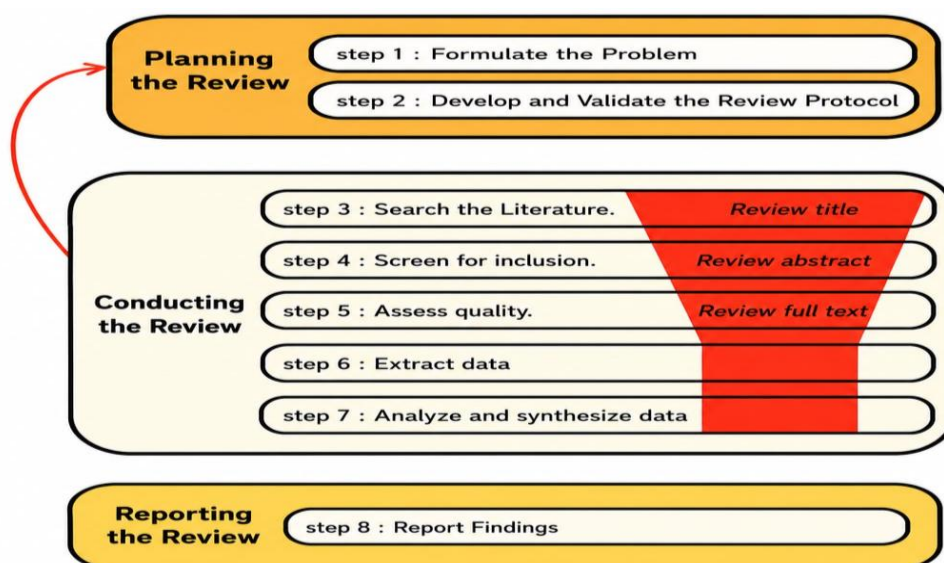 Planning
the Review
step 1 : Formulate the Problem
step 2 : Develop and Validate the Review Protocol
Conducting
the Review
step 3 : Search the Literature.
Review title
step 4 : Screen for inclusion.
Review abstract
step 5 : Assess quality.
Review full text
step 6 : Extract data
step 7 : Analyze and synthesize data
Reporting
the Review
step 8 : Report Findings